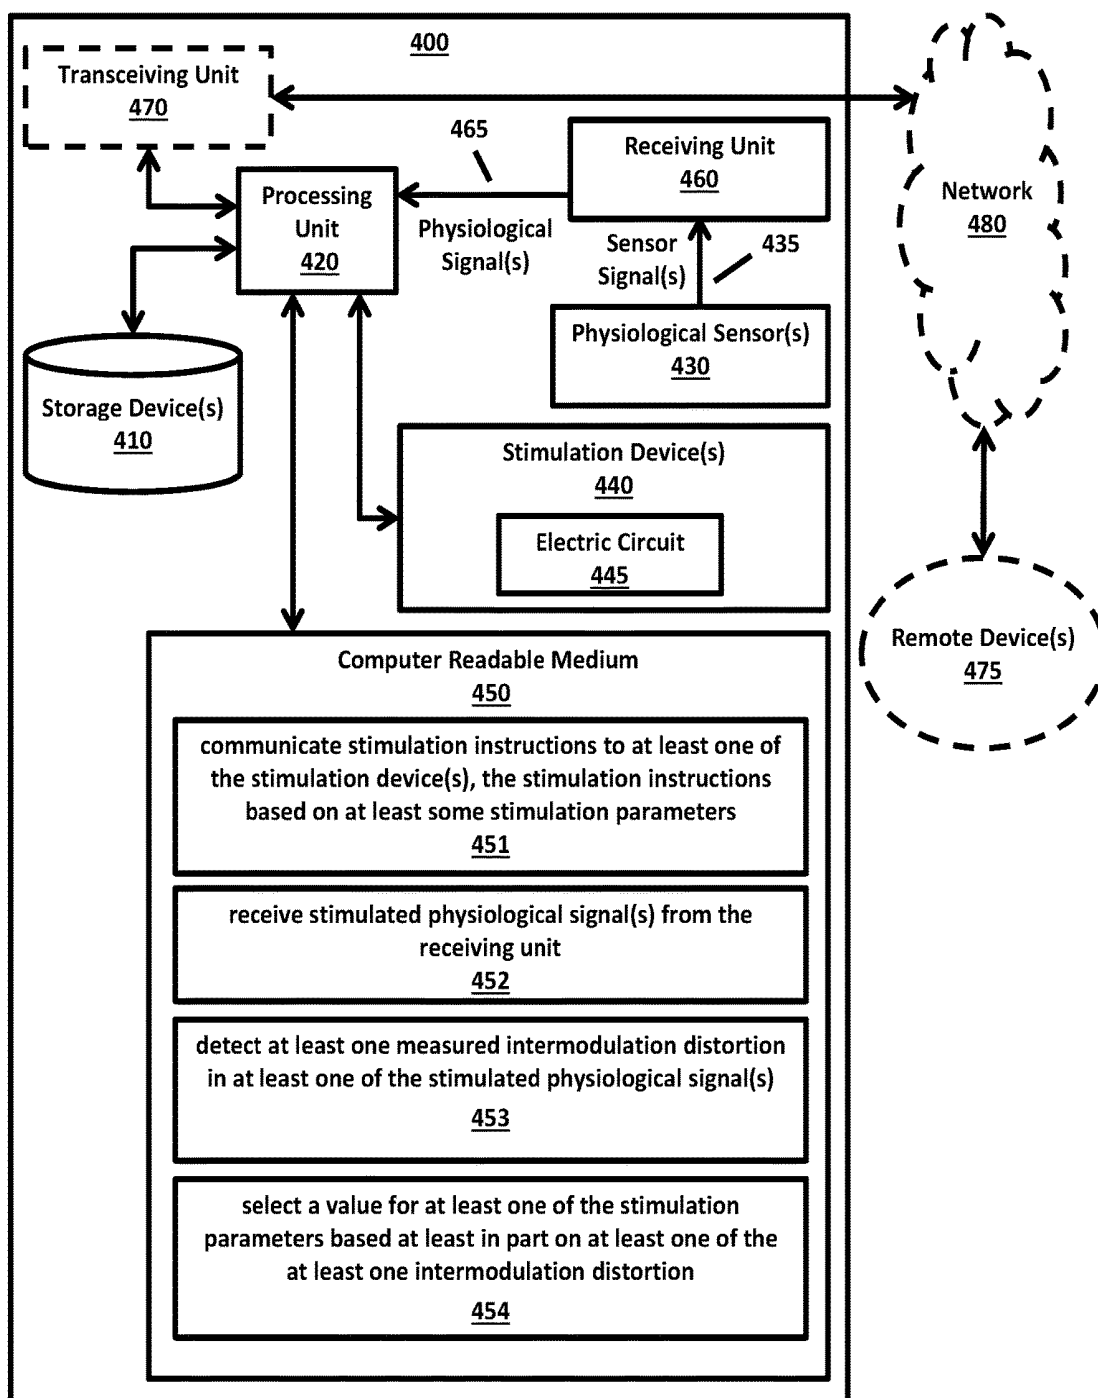 400
Transceiving Unit
470
465
Receiving Unit
460
Processing
Unit
420
Physiological
Signal(s)
Sensor
Signal(s)
435
Network
480
Physiological Sensor(s)
430
Storage Device(s)
410
Stimulation Device(s)
440
Electric Circuit
445
Remote Device(s)
475
Computer Readable Medium
450
communicate stimulation instructions to at least one of
the stimulation device(s), the stimulation instructions
based on at least some stimulation parameters
451
receive stimulated physiological signal(s) from the
receiving unit
452
detect at least one measured intermodulation distortion
in at least one of the stimulated physiological signal(s)
453
select a value for at least one of the stimulation
parameters based at least in part on at least one of the
at least one intermodulation distortion
454